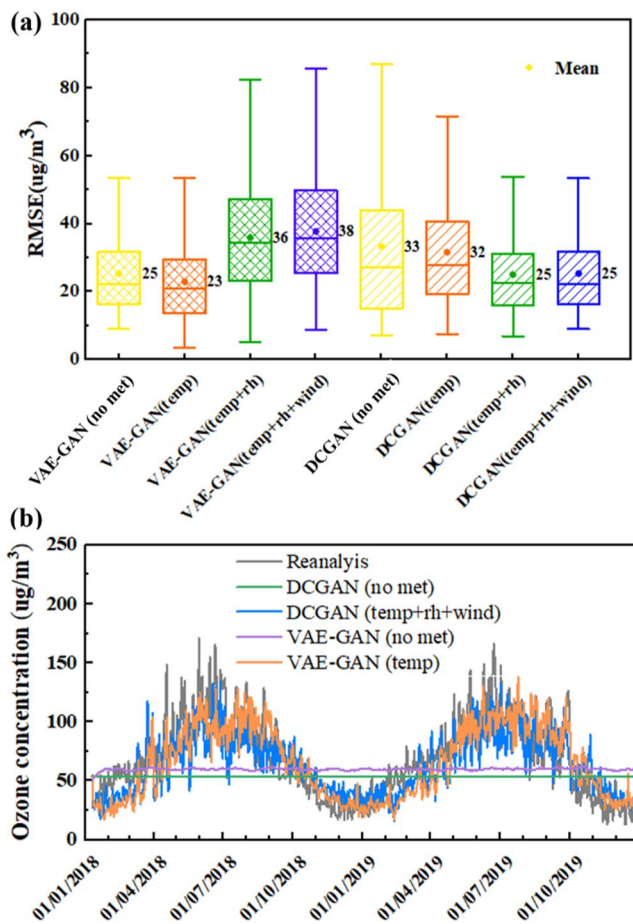 (a)
100
80
60
40
20
0
RMSE(ug/m³)
Mean
25
23
36
38
33
32
25
25
VAE-GAN (no met)
VAE-GAN(temp)
VAE-GAN(temp+rh)
VAE-GAN(temp+rh+wind)
DCGAN (no met)
DCGAN(temp)
DCGAN(temp+rh)
DCGAN(temp+rh+wind)
(b)
250
200
150
100
50
0
Ozone concentration (ug/m³)
Reanalyis
DCGAN (no met)
DCGAN (temp+rh+wind)
VAE-GAN (no met)
VAE-GAN (temp)
01/01/2018
01/04/2018
01/07/2018
01/10/2018
01/01/2019
01/04/2019
01/07/2019
01/10/2019